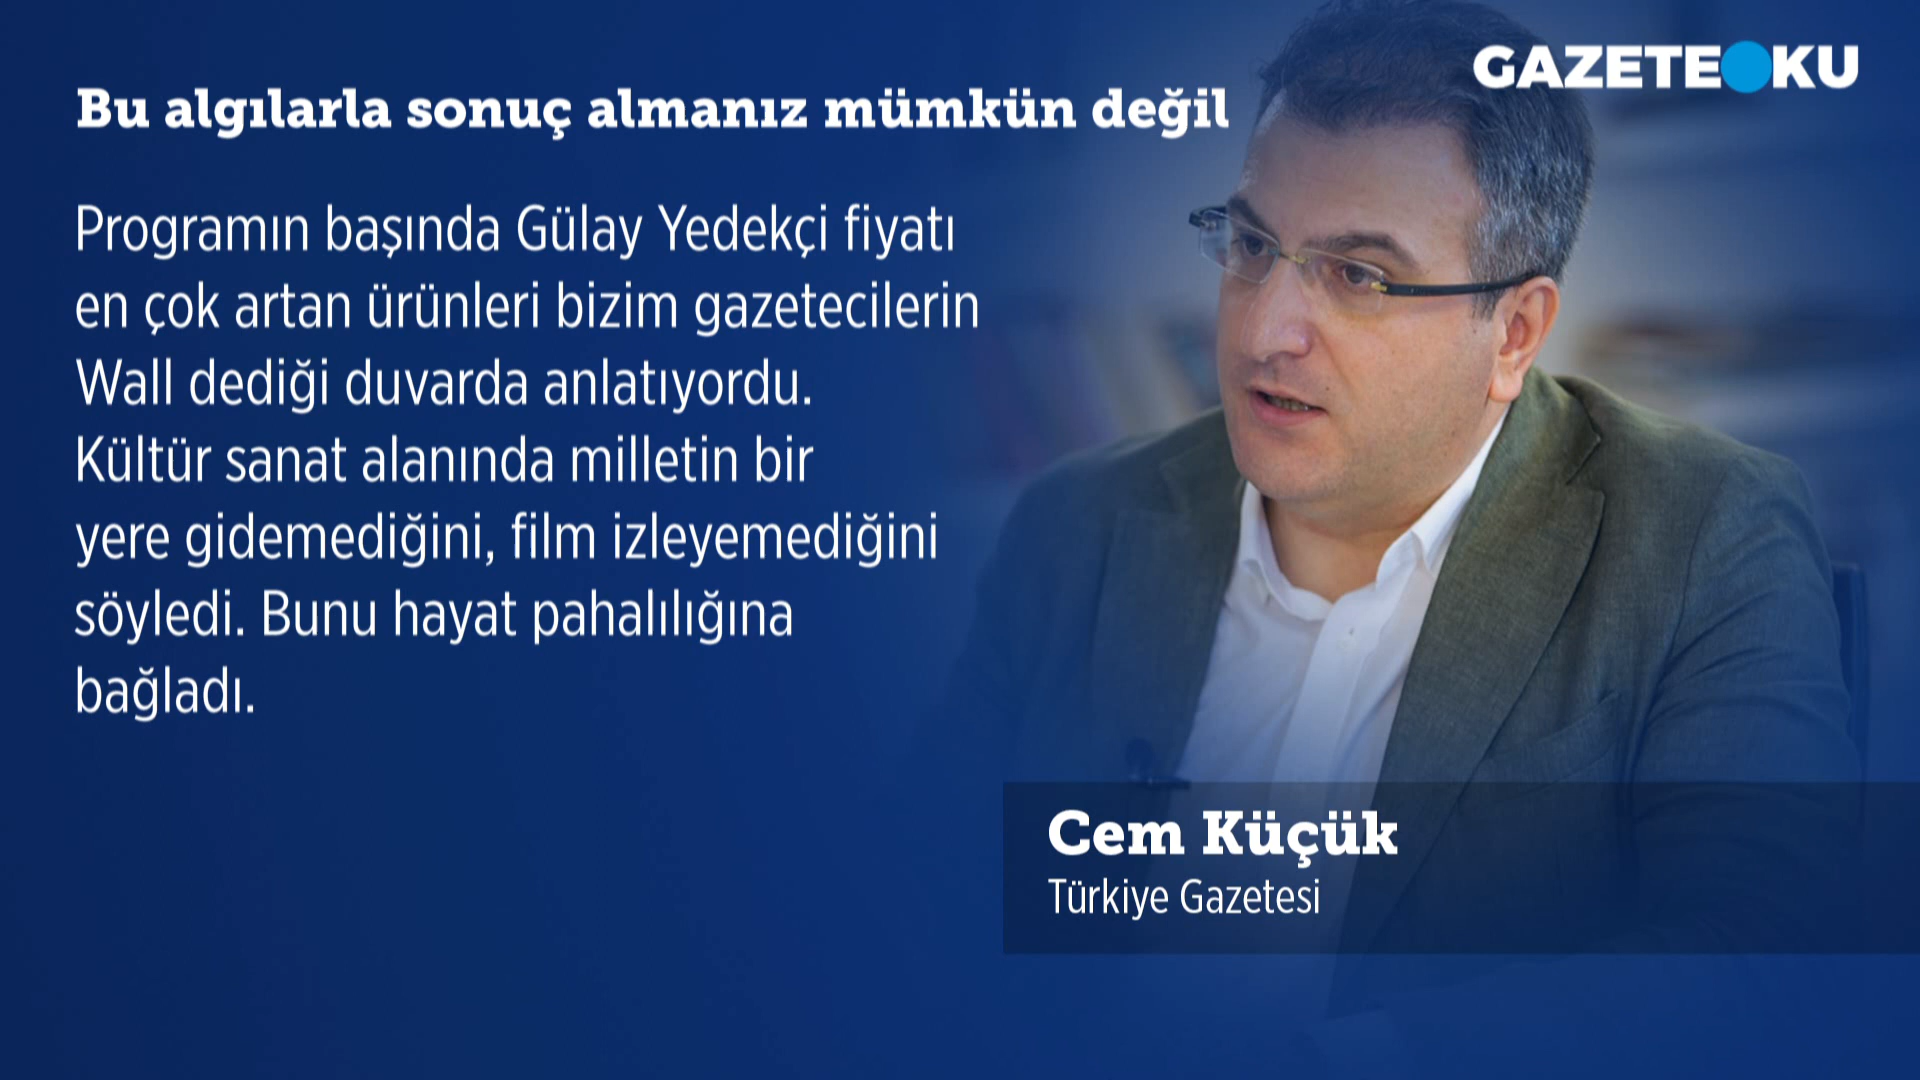 GAZETEOKU
Bu algılarla sonuç almanız mümkün değil
Programın başında Gülay Yedekçi fiyatı
en çok artan ürünleri bizim gazetecilerin
Wall dediği duvarda anlatıyordu.
Kültür sanat alanında milletin bir
yere gidemediğini, film izleyemediğini
söyledi. Bunu hayat pahalılığına
bağladı.
Cem Küçük
Türkiye Gazetesi